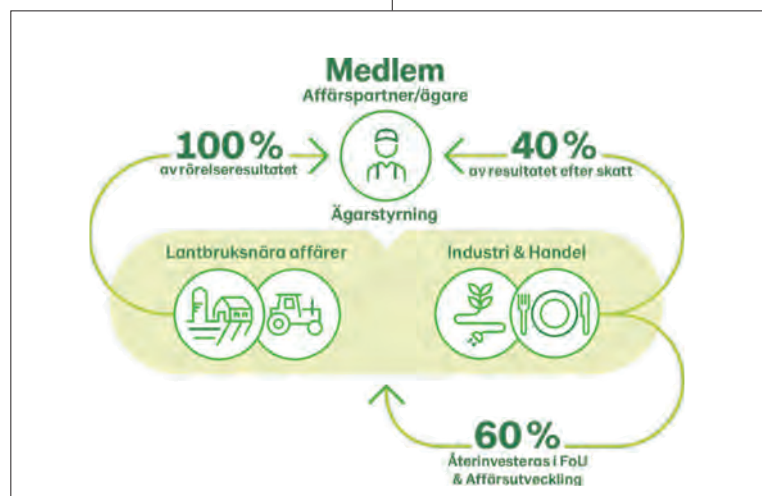 Medlem
Affärspartner/ägare
100%
av rörelseresultatet
40%
av resultatet efter skatt
Ägarstyrning
Lantbruksnära affärer
Industri & Handel
60%
Återinvesteras i FoU
& Affärsutveckling